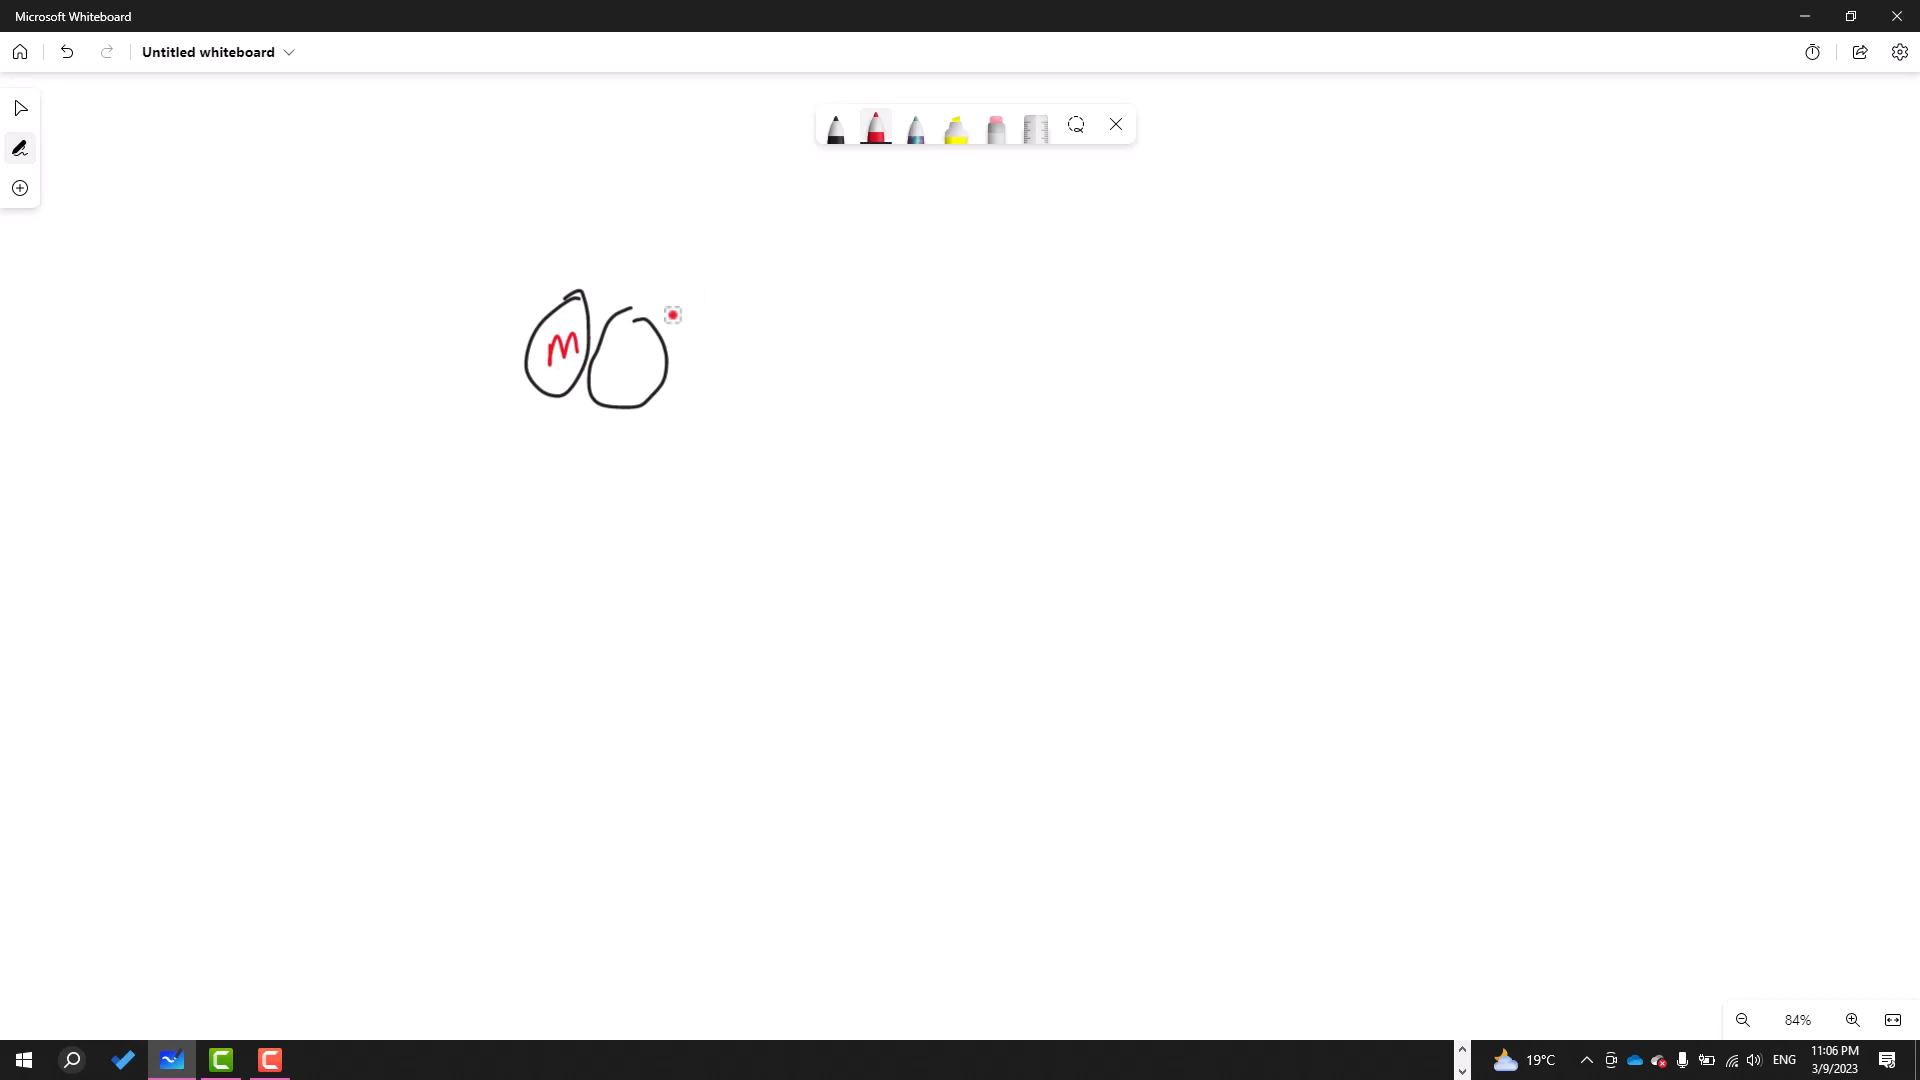 Microsoft Whiteboard
Untitled whiteboard
m
84%
19°C
ENG
11:06 PM
3/9/2023